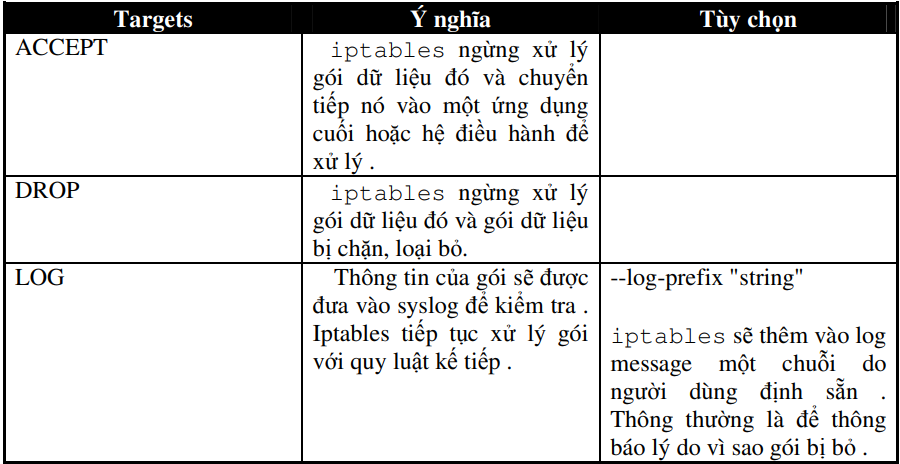 Targets Ý nghĩa Tùy chọn
ACCEPT
iptables ngừng xử lý
gói dữ liệu đó và chuyển
tiếp nó vào một ứng dụng
cuối hoặc hệ điều hành để
xử lý .
DROP
iptables ngừng xử lý
gói dữ liệu đó và gói dữ liệu
bị chặn, loại bỏ.
LOG
Thông tin của gói sẽ được
đưa vào syslog để kiểm tra .
Iptables tiếp tục xử lý gói
với quy luật kế tiếp .
--log-prefix "string"
iptables sẽ thêm vào log
message một chuỗi do
người dùng định sẵn .
Thông thường là để thông
báo lý do vì sao gói bị bỏ .